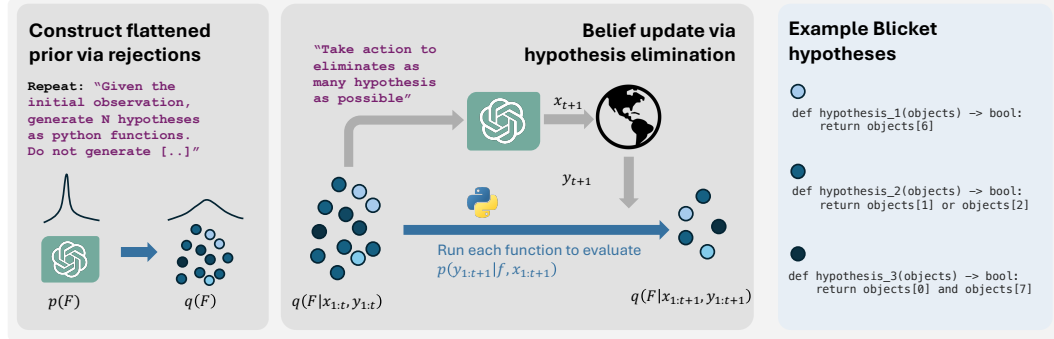 Construct flattened
prior via rejections
Repeat: “Given the
initial observation,
generate N hypotheses
as python functions.
Do not generate [..]”
p(F)
q(F)
Belief update via
hypothesis elimination
“Take action to
eliminates as
many hypothesis
as possible”
x_{t+1}
y_{t+1}
Run each function to evaluate
p(y_{1:t+1}|f, x_{1:t+1})
q(F|x_{1:t}, y_{1:t})
q(F|x_{1:t+1}, y_{1:t+1})
Example Blicket
hypotheses
def hypothesis_1(objects) -> bool:
return objects[6]
def hypothesis_2(objects) -> bool:
return objects[1] or objects[2]
def hypothesis_3(objects) -> bool:
return objects[0] and objects[7]